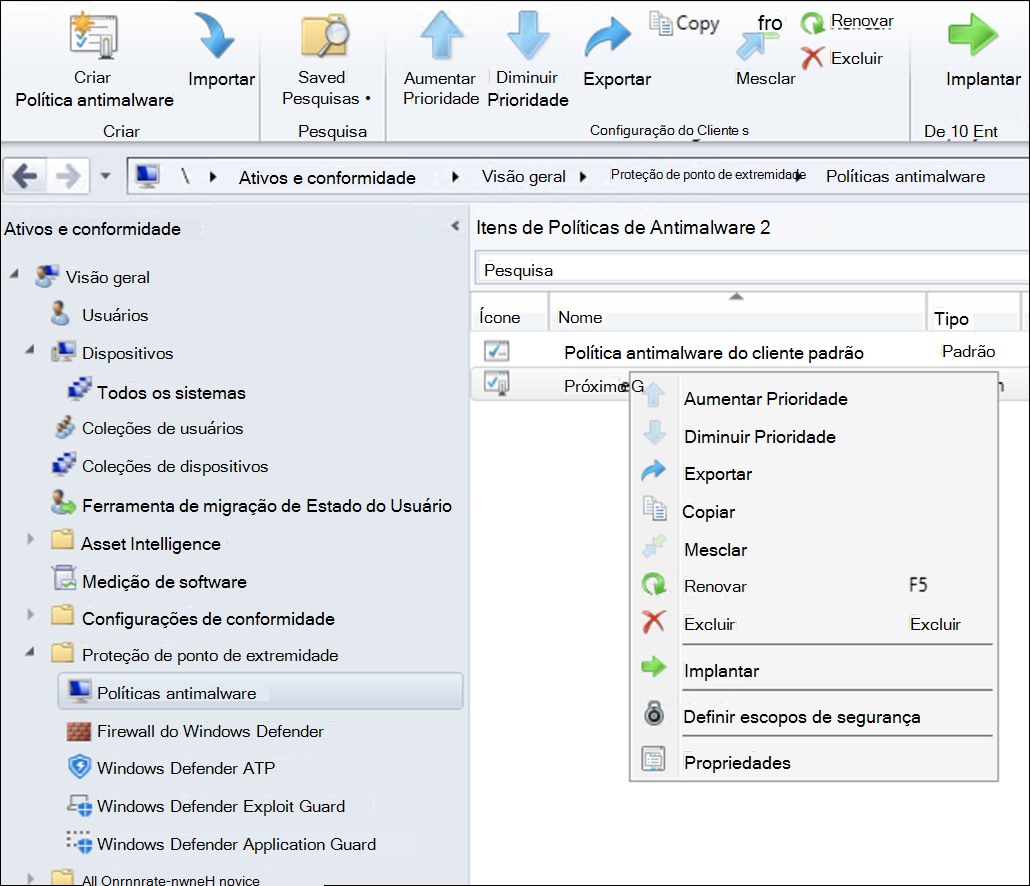 Criar
Política antimalware
Importar
Saved
Pesquisas •
Aumentar
Prioridade
Diminuir
Prioridade
Exportar
Copy
fro
Mesclar
Renovar
Excluir
Implantar
Criar
Pesquisa
Configuração do Cliente s
De 10 Ent
\
Ativos e conformidade
Visão geral
Proteção de ponto de extremidade
Políticas antimalware
Ativos e conformidade
Visão geral
Usuários
Dispositivos
Todos os sistemas
Coleções de usuários
Coleções de dispositivos
Ferramenta de migração de Estado do Usuário
Asset Intelligence
Medição de software
Configurações de conformidade
Proteção de ponto de extremidade
Políticas antimalware
Firewall do Windows Defender
Windows Defender ATP
Windows Defender Exploit Guard
Windows Defender Application Guard
All
Itens de Políticas de Antimalware 2
Pesquisa
Ícone Nome Tipo
Política antimalware do cliente padrão Padrão
Próximo G
Aumentar Prioridade
Diminuir Prioridade
Exportar
Copiar
Mesclar
Renovar F5
Excluir Excluir
Implantar
Definir escopos de segurança
Propriedades